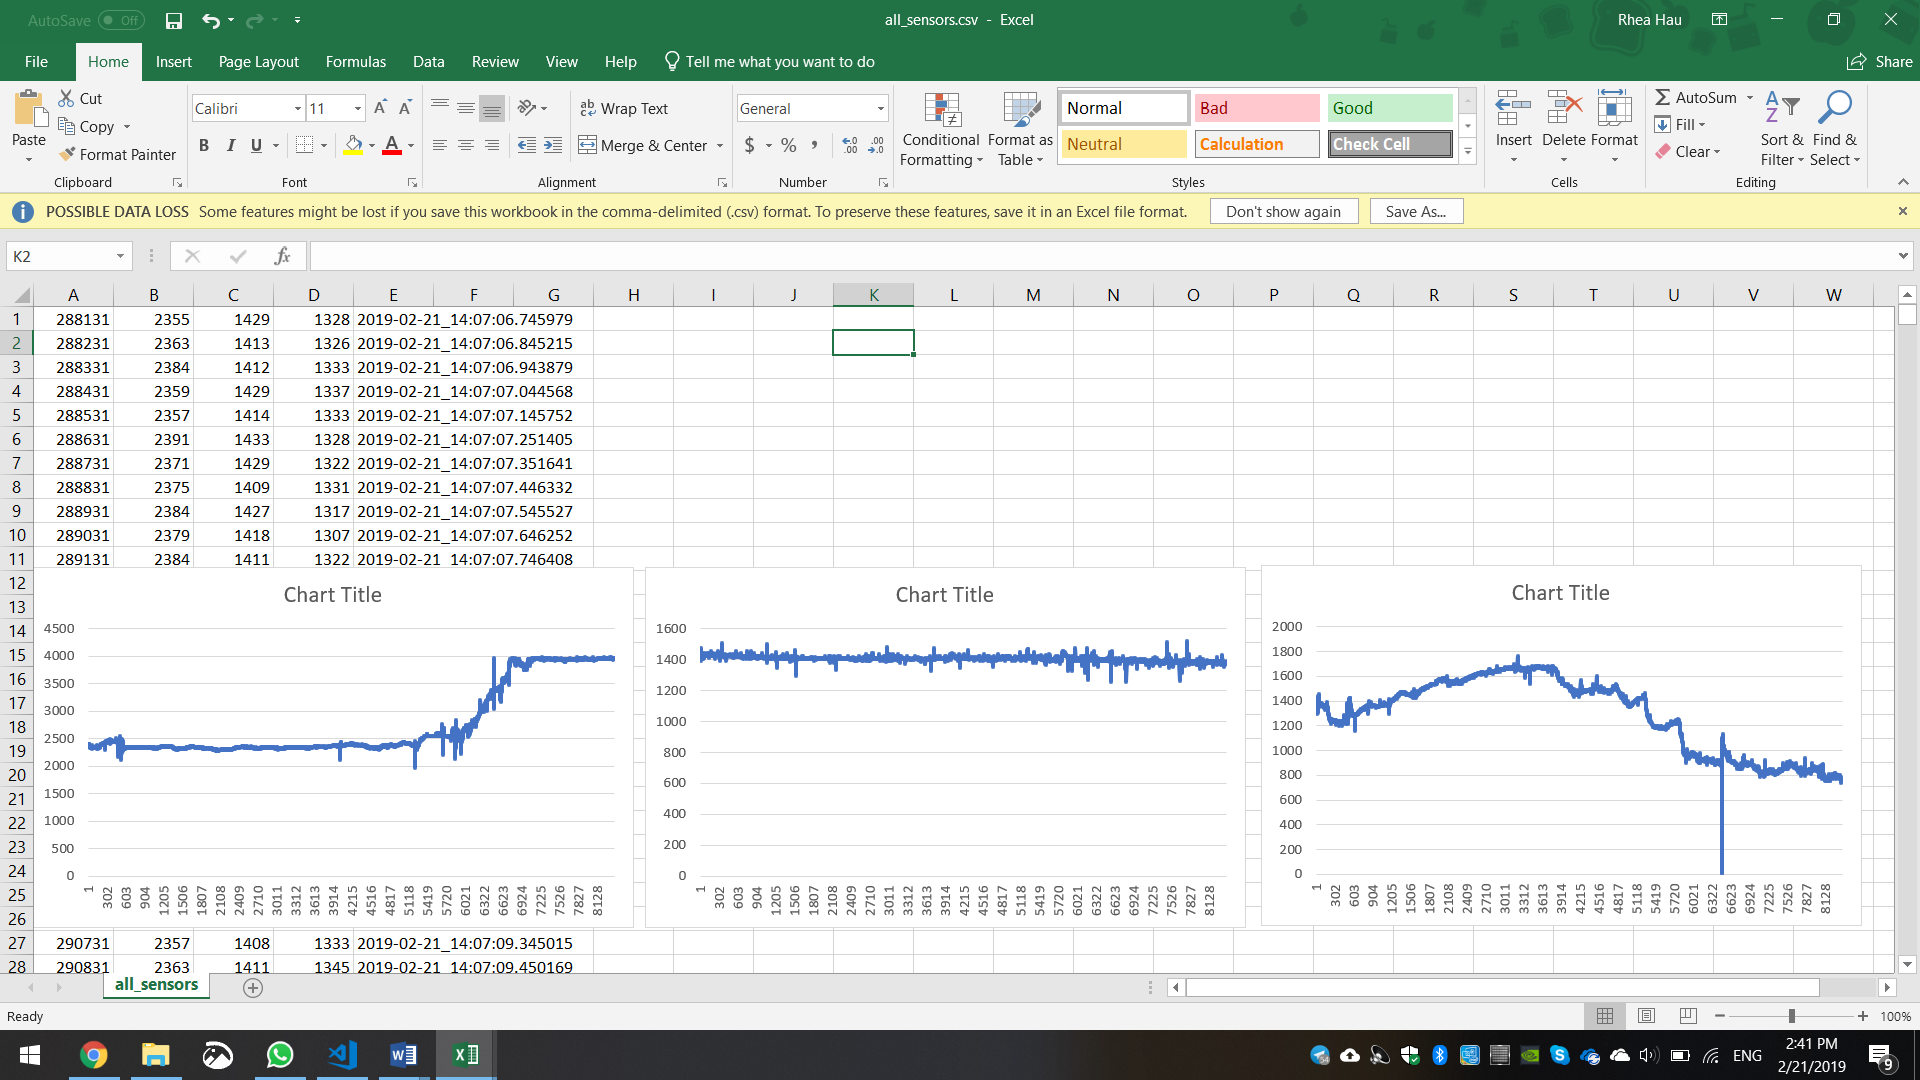 AutoSave Off
all_sensors.csv - Excel
Rhea Hau
File Home Insert Page Layout Formulas Data Review View Help Tell me what you want to do Share
Paste
Cut
Copy
Format Painter
Clipboard
Calibri 11
B I U
Font
Wrap Text
Merge & Center
Alignment
General
$ % ,
Number
Conditional Formatting
Format as Table
Normal Bad Good
Neutral Calculation Check Cell
Styles
Insert Delete Format
Cells
AutoSum
Fill
Clear
Sort & Filter
Find & Select
Editing
POSSIBLE DATA LOSS Some features might be lost if you save this workbook in the comma-delimited (.csv) format. To preserve these features, save it in an Excel file format. Don't show again Save As...
K2 fx
A B C D E F G H I J K L M N O P Q R S T U V W
1 288131 2355 1429 1328 2019-02-21_14:07:06.745979
2 288231 2363 1413 1326 2019-02-21_14:07:06.845215
3 288331 2384 1412 1333 2019-02-21_14:07:06.943879
4 288431 2359 1429 1337 2019-02-21_14:07:07.044568
5 288531 2357 1414 1333 2019-02-21_14:07:07.145752
6 288631 2391 1433 1328 2019-02-21_14:07:07.251405
7 288731 2371 1429 1322 2019-02-21_14:07:07.351641
8 288831 2375 1409 1331 2019-02-21_14:07:07.446332
9 288931 2384 1427 1317 2019-02-21_14:07:07.545527
10 289031 2379 1418 1307 2019-02-21_14:07:07.646252
11 289131 2384 1411 1322 2019-02-21_14:07:07.746408
12
13
14
15
16
17
18
19
20
21
22
23
24
25
26
Chart Title
4500
4000
3500
3000
2500
2000
1500
1000
500
0
1 302 603 904 1205 1506 1807 2108 2409 2710 3011 3312 3613 3914 4215 4516 4817 5118 5419 5720 6021 6322 6623 6924 7225 7526 7827 8128
Chart Title
1600
1400
1200
1000
800
600
400
200
0
1 302 603 904 1205 1506 1807 2108 2409 2710 3011 3312 3613 3914 4215 4516 4817 5118 5419 5720 6021 6322 6623 6924 7225 7526 7827 8128
Chart Title
2000
1800
1600
1400
1200
1000
800
600
400
200
0
1 302 603 904 1205 1506 1807 2108 2409 2710 3011 3312 3613 3914 4215 4516 4817 5118 5419 5720 6021 6322 6623 6924 7225 7526 7827 8128
27 290731 2357 1408 1333 2019-02-21_14:07:09.345015
28 290831 2363 1411 1345 2019-02-21_14:07:09.450169
all_sensors
Ready
100%
ENG
2:41 PM
2/21/2019
9